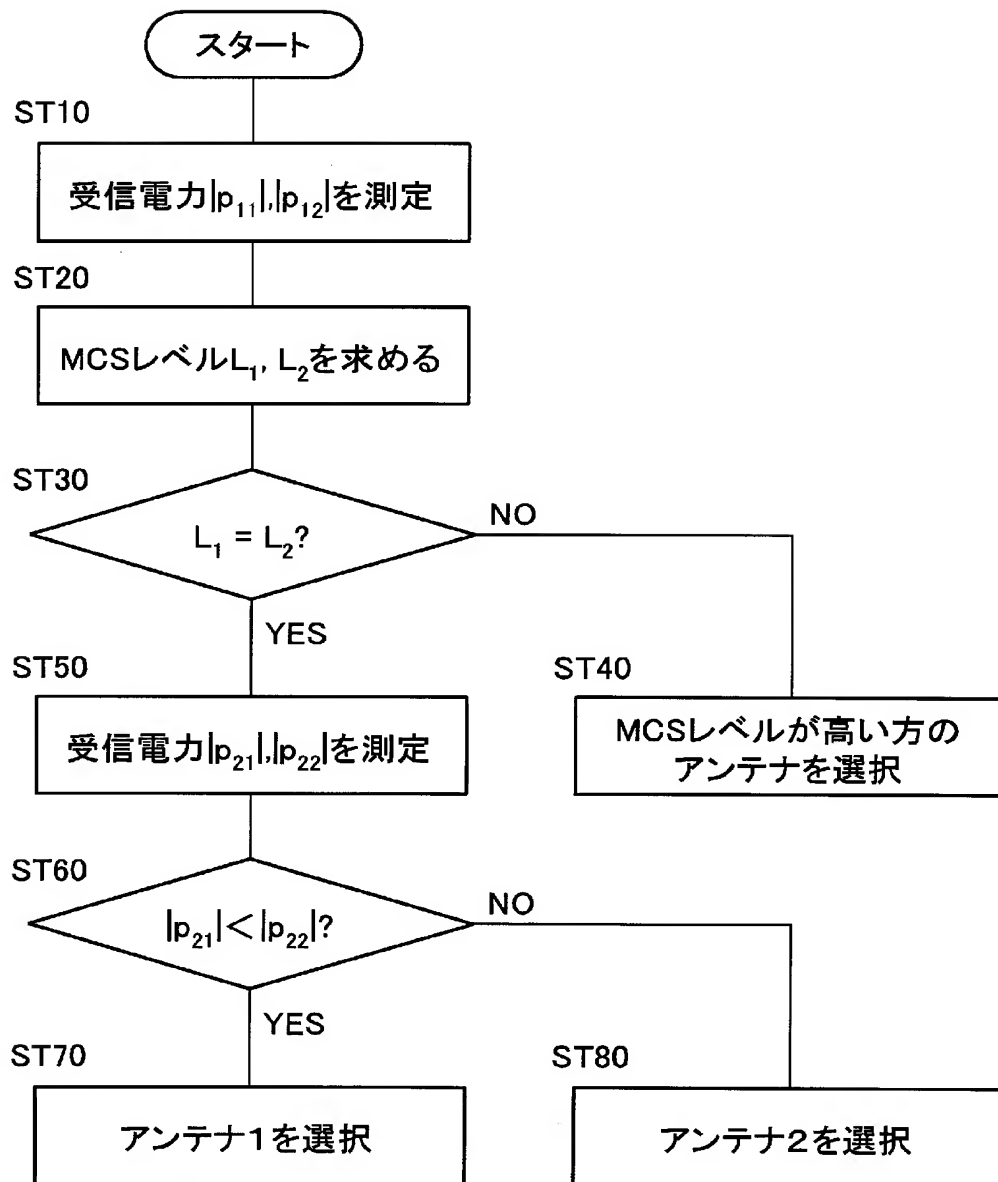 スタート
ST10
受信電力|p₁₁|,|p₁₂|を測定
ST20
MCSレベルL₁, L₂を求める
ST30
L₁ = L₂?
NO
YES
ST50
受信電力|p₂₁|,|p₂₂|を測定
ST40
MCSレベルが高い方の
アンテナを選択
ST60
|p₂₁|＜|p₂₂|?
NO
YES
ST70
アンテナ1を選択
ST80
アンテナ2を選択